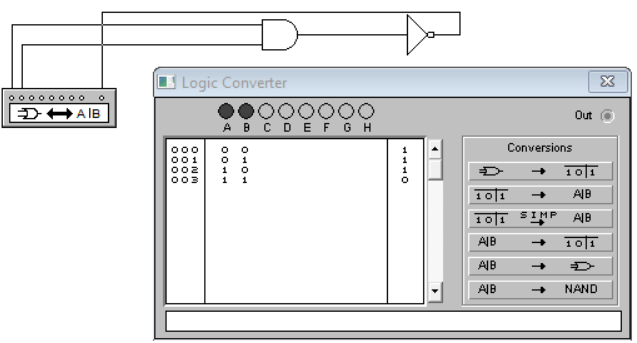 Logic Converter
A|B
Out
A B C D E F G H
000 0 0 1
001 0 1 1
002 1 0 1
003 1 1 0
Conversions
→ 1 0 1
1 0 1 → A|B
1 0 1 SIMP → A|B
A|B → 1 0 1
A|B →
A|B → NAND